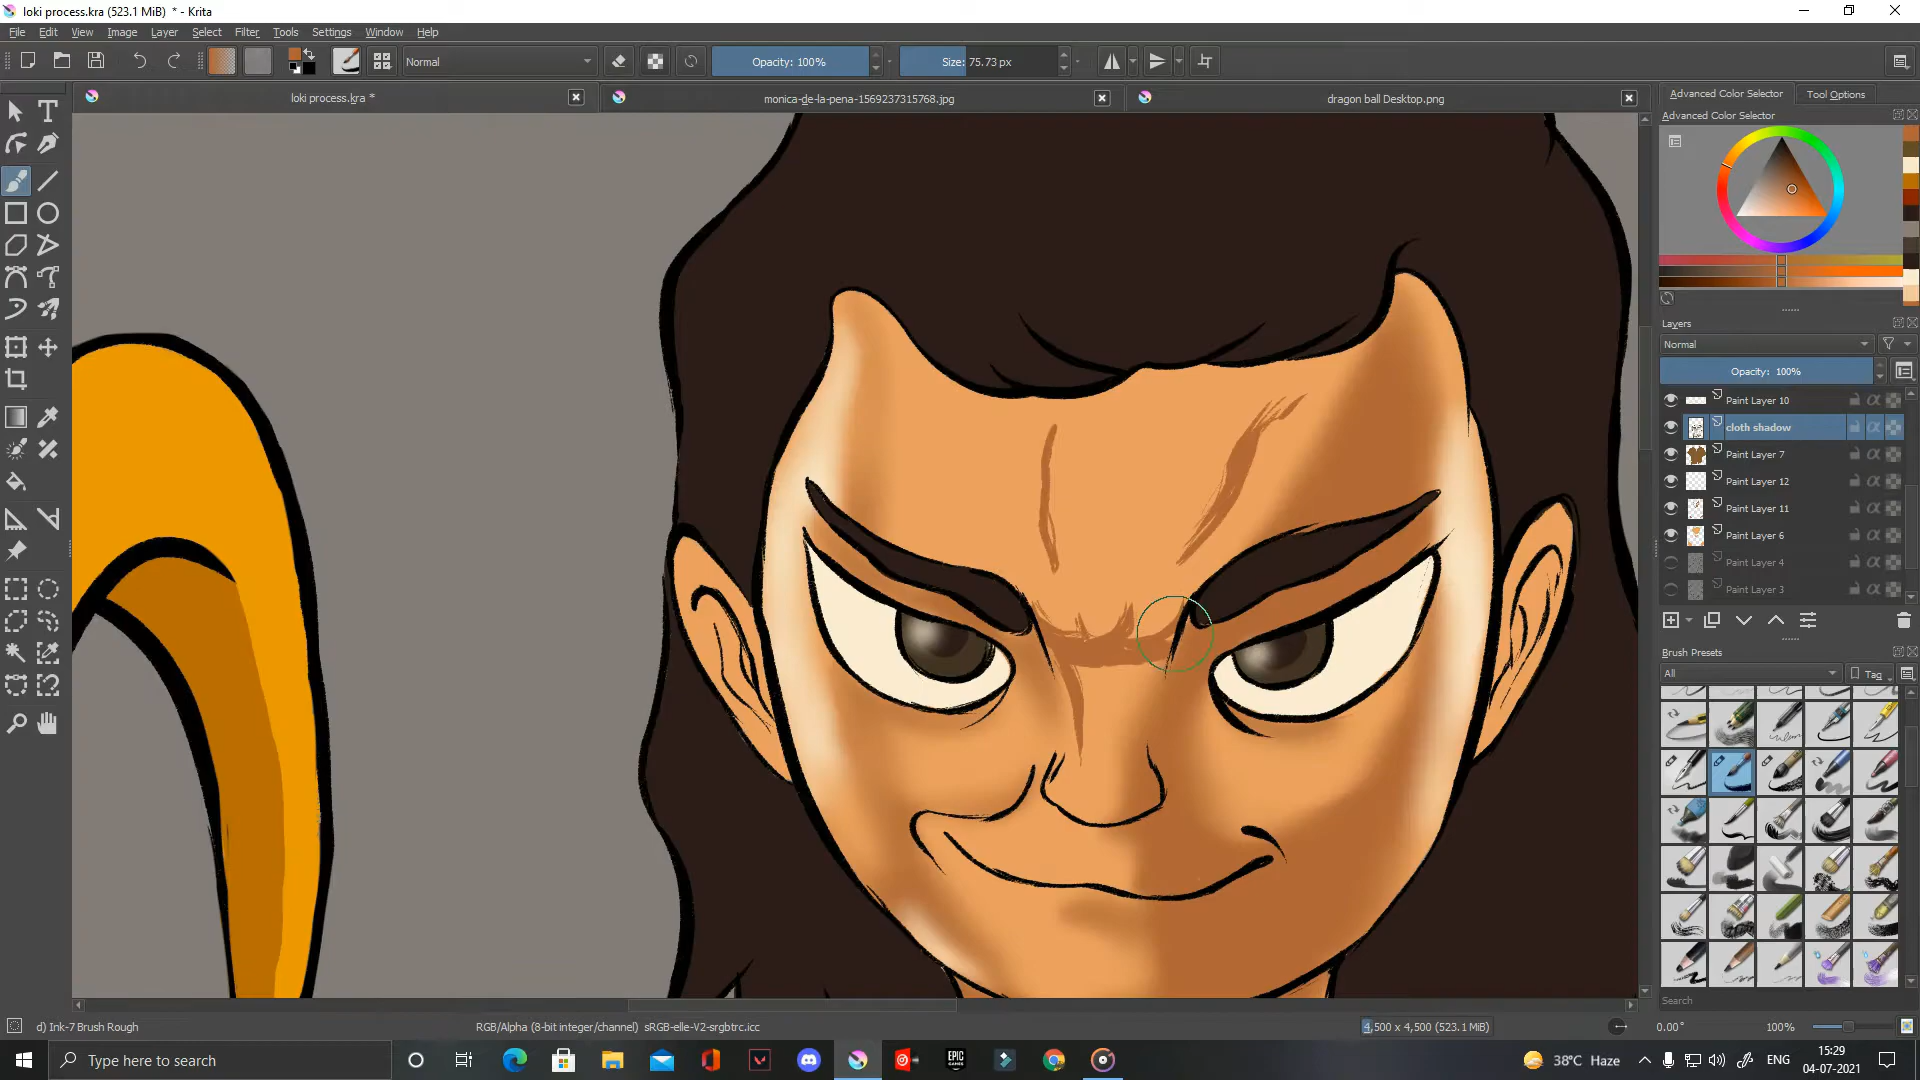 loki process.kra (523.1 MiB) * - Krita
File Edit View Image Layer Select Filter Tools Settings Window Help
Normal Opacity: 100% Size: 75.73 px
loki process.kra * monica-de-la-pena-1569237315768.jpg dragon ball Desktop.png
Advanced Color Selector Tool Options
Advanced Color Selector
Layers
Normal
Opacity: 100%
Paint Layer 10
cloth shadow
Paint Layer 7
Paint Layer 12
Paint Layer 11
Paint Layer 6
Paint Layer 4
Paint Layer 3
Brush Presets
All Tag
Search
d) Ink-7 Brush Rough RGB/Alpha (8-bit integer/channel) sRGB-elle-V2-srgbtrc.icc 4,500 x 4,500 (523.1 MiB) 0.00° 100%
Type here to search EPIC GAMES 38°C Haze ENG 15:29
04-07-2021